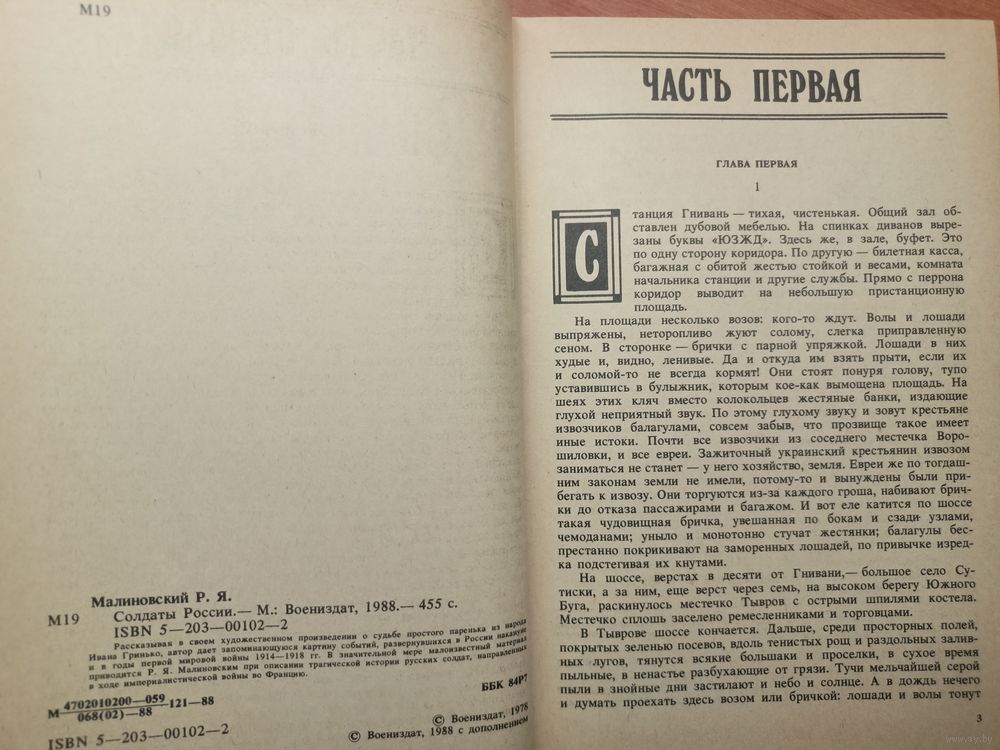 М19
Малиновский Р. Я.
М19 Солдаты России.— М.: Воениздат, 1988.— 455 с.
ISBN 5—203—00102—2
Рассказывая в своем художественном произведении о судьбе простого паренька из народа
Ивана Гринько, автор дает запоминающуюся картину событий, развернувшихся в России накануне
и в годы первой мировой войны 1914—1918 гг. В значительной мере малоизвестный материал
приводится Р. Я. Малиновским при описании трагической истории русских солдат, направленных
в ходе империалистической войны во Францию.
М 4702010200—059
068(02)—88
121—88
ББК 84Р7
ISBN 5—203—00102—2
© Воениздат, 1978
© Воениздат, 1988 с дополнением
ЧАСТЬ ПЕРВАЯ
ГЛАВА ПЕРВАЯ
1
Станция Гнивань — тихая, чистенькая. Общий зал об-
ставлен дубовой мебелью. На спинках диванов выре-
заны буквы «ЮЗЖД». Здесь же, в зале, буфет. Это
по одну сторону коридора. По другую — билетная касса,
багажная с обитой жестью стойкой и весами, комната
начальника станции и другие службы. Прямо с перрона
коридор выводит на небольшую пристанционную
площадь.
На площади несколько возов: кого-то ждут. Волы и лошади
выпряжены, неторопливо жуют солому, слегка приправленную
сеном. В сторонке — брички с парной упряжкой. Лошади в них
худые и, видно, ленивые. Да и откуда им взять прыти, если их
и соломой-то не всегда кормят! Они стоят понуря голову, тупо
уставившись в булыжник, которым кое-как вымощена площадь. На
шеях этих кляч вместо колокольцев жестяные банки, издающие
глухой неприятный звук. По этому глухому звуку и зовут крестьяне
извозчиков балагулами, совсем забыв, что прозвище такое имеет
иные истоки. Почти все извозчики из соседнего местечка Воро-
шиловки, и все евреи. Зажиточный украинский крестьянин извозом
заниматься не станет — у него хозяйство, земля. Евреи же по тогдаш-
ним законам земли не имели, потому-то и вынуждены были при-
бегать к извозу. Они торгуются из-за каждого гроша, набивают брич-
ки до отказа пассажирами и багажом. И вот еле катится по шоссе
такая чудовищная бричка, увешанная по бокам и сзади узлами,
чемоданами; уныло и монотонно стучат жестянки; балагулы бес-
престанно покрикивают на заморенных лошадей, по привычке изред-
ка подстегивая их кнутами.
На шоссе, верстах в десяти от Гнивани,— большое село Су-
тиски, а за ним, еще верст через семь, на высоком берегу Южного
Буга, раскинулось местечко Тывров с острыми шпилями костела.
Местечко сплошь заселено ремесленниками и торговцами.
В Тыврове шоссе кончается. Дальше, среди просторных полей,
покрытых зеленью посевов, вдоль тенистых рощ и раздольных залив-
ных лугов, тянутся всякие большаки и проселки, в сухое время
пыльные, в ненастье разбухающие от грязи. Тучи мельчайшей серой
пыли в знойные дни застилают и небо и солнце. А в дождь нечего
и думать проехать здесь возом или бричкой: лошади и волы тонут
3
www.ay.by